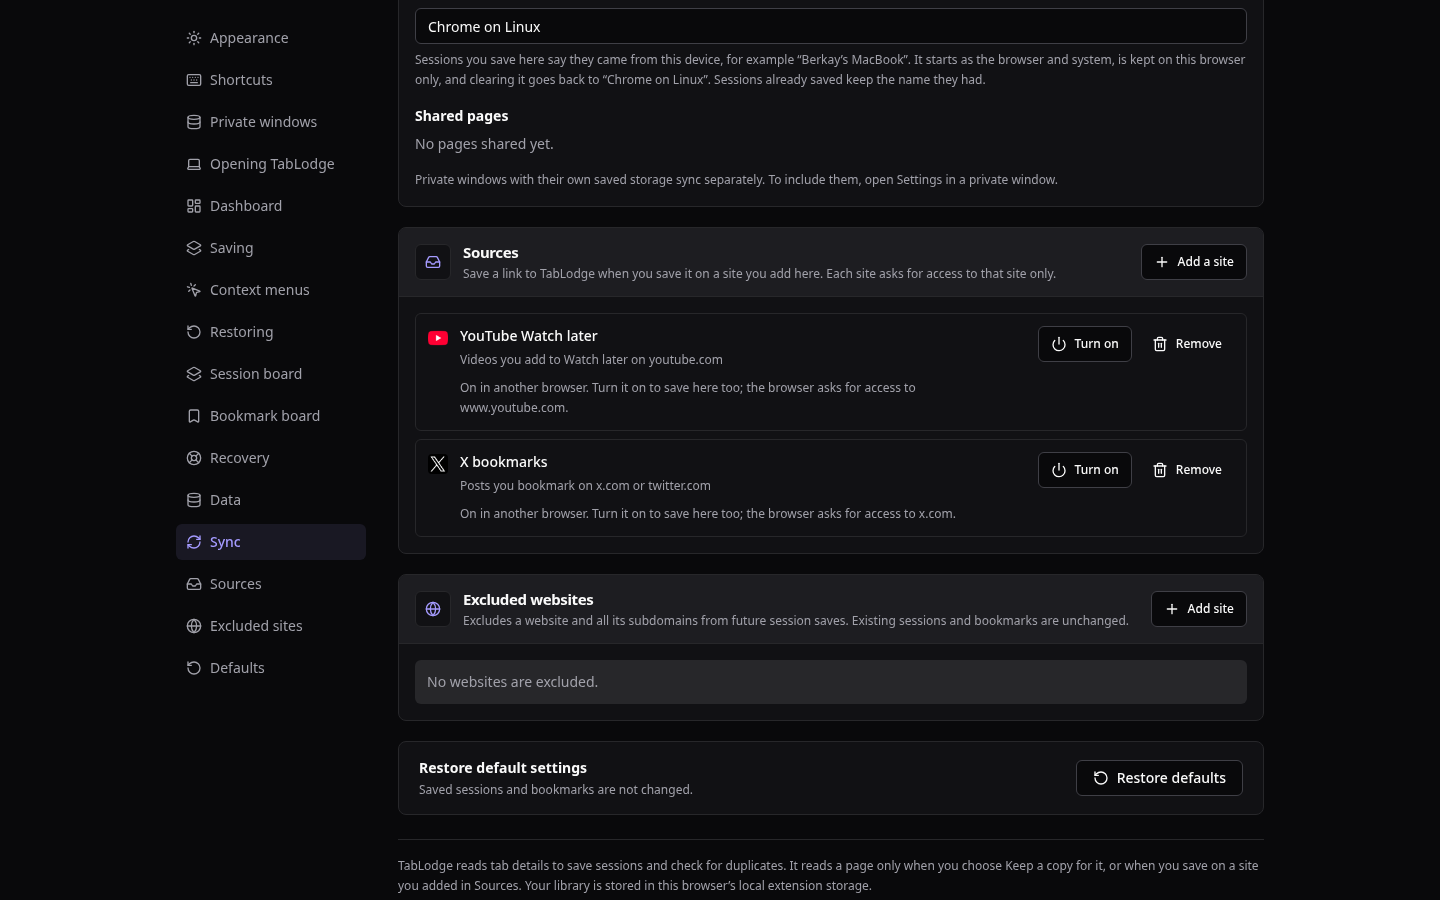 Appearance
Shortcuts
Private windows
Opening TabLodge
Dashboard
Saving
Context menus
Restoring
Session board
Bookmark board
Recovery
Data
Sync
Sources
Excluded sites
Defaults
Chrome on Linux
Sessions you save here say they came from this device, for example “Berkay’s MacBook”. It starts as the browser and system, is kept on this browser
only, and clearing it goes back to “Chrome on Linux”. Sessions already saved keep the name they had.
Shared pages
No pages shared yet.
Private windows with their own saved storage sync separately. To include them, open Settings in a private window.
Sources
Save a link to TabLodge when you save it on a site you add here. Each site asks for access to that site only.
Add a site
YouTube Watch later
Videos you add to Watch later on youtube.com
On in another browser. Turn it on to save here too; the browser asks for access to
www.youtube.com.
Turn on
Remove
X bookmarks
Posts you bookmark on x.com or twitter.com
On in another browser. Turn it on to save here too; the browser asks for access to x.com.
Turn on
Remove
Excluded websites
Excludes a website and all its subdomains from future session saves. Existing sessions and bookmarks are unchanged.
Add site
No websites are excluded.
Restore default settings
Saved sessions and bookmarks are not changed.
Restore defaults
TabLodge reads tab details to save sessions and check for duplicates. It reads a page only when you choose Keep a copy for it, or when you save on a site
you added in Sources. Your library is stored in this browser’s local extension storage.